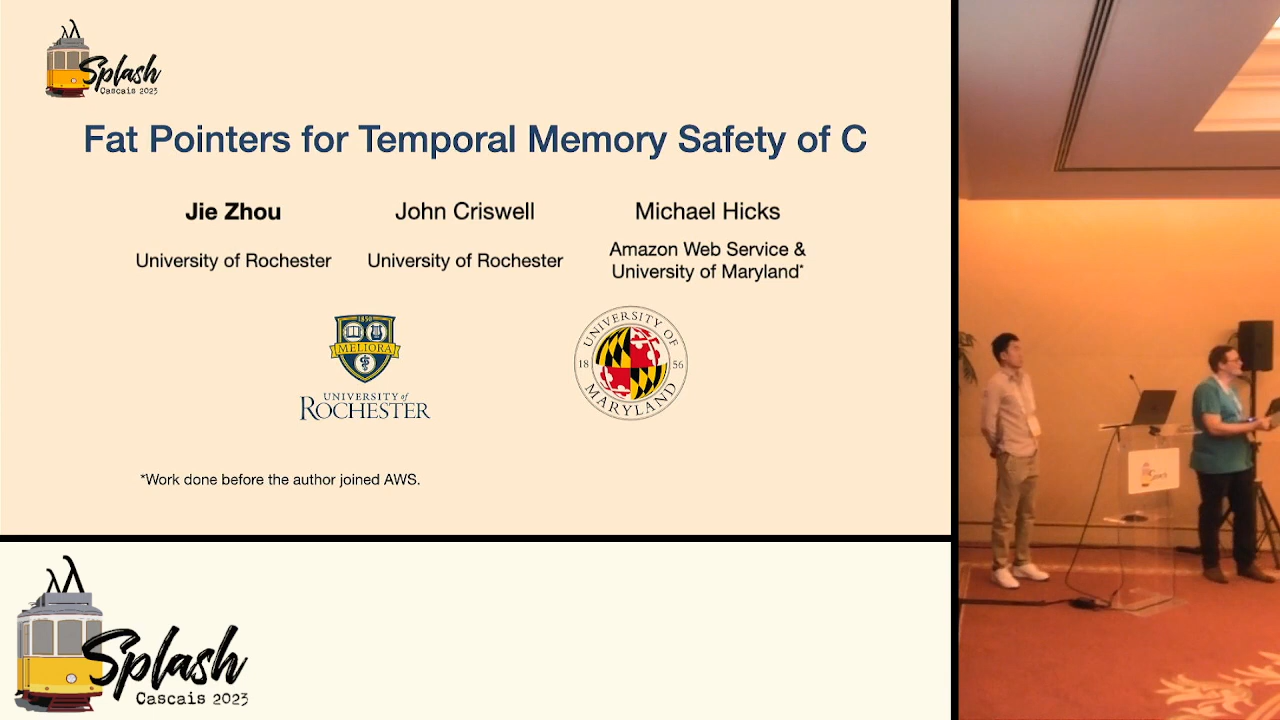 Splash
Cascais 2023
Fat Pointers for Temporal Memory Safety of C
Jie Zhou
John Criswell
Michael Hicks
University of Rochester
University of Rochester
Amazon Web Service &
University of Maryland*
1850
MELIORA
UNIVERSITY of
ROCHESTER
UNIVERSITY OF
18 56
MARYLAND
*Work done before the author joined AWS.
Splash
Cascais 2023